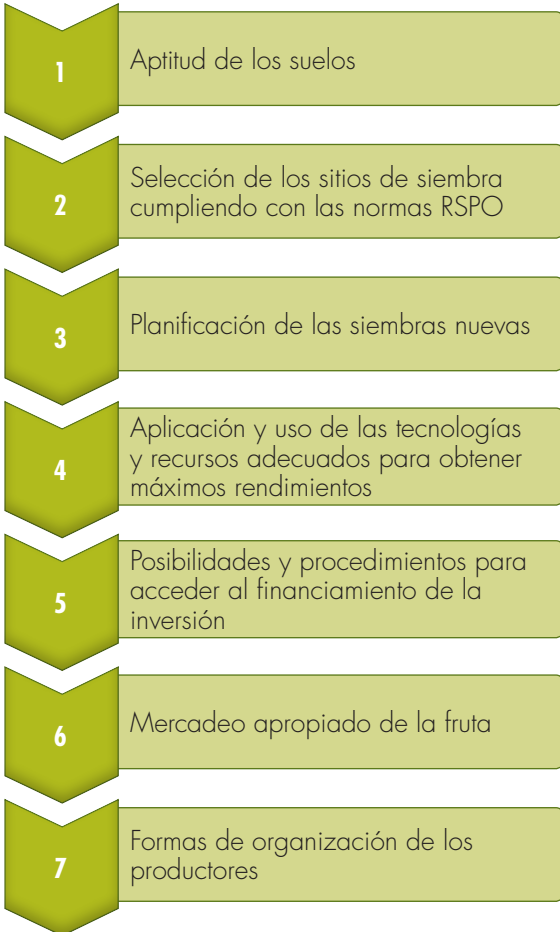 1
Aptitud de los suelos
2
Selección de los sitios de siembra
cumpliendo con las normas RSPO
3
Planificación de las siembras nuevas
4
Aplicación y uso de las tecnologías
y recursos adecuados para obtener
máximos rendimientos
5
Posibilidades y procedimientos para
acceder al financiamiento de la
inversión
6
Mercadeo apropiado de la fruta
7
Formas de organización de los
productores